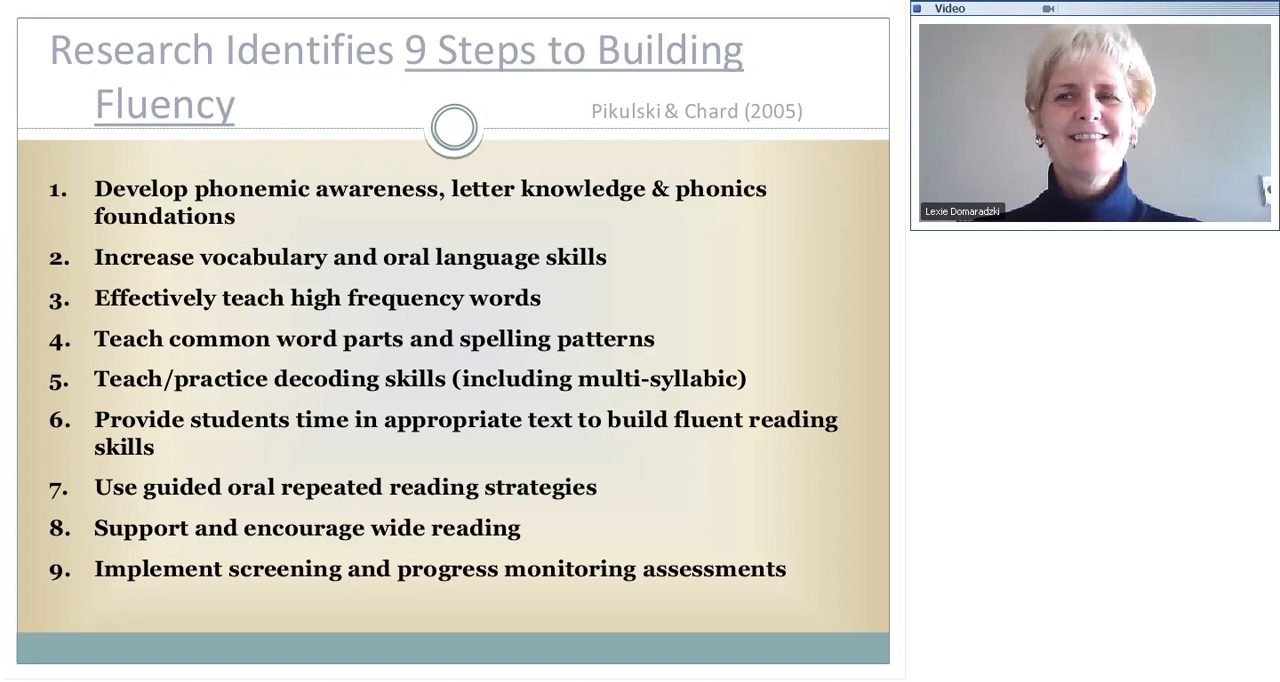 Research Identifies 9 Steps to Building
Fluency
Pikulski & Chard (2005)
1. Develop phonemic awareness, letter knowledge & phonics
foundations
2. Increase vocabulary and oral language skills
3. Effectively teach high frequency words
4. Teach common word parts and spelling patterns
5. Teach/practice decoding skills (including multi-syllabic)
6. Provide students time in appropriate text to build fluent reading
skills
7. Use guided oral repeated reading strategies
8. Support and encourage wide reading
9. Implement screening and progress monitoring assessments
Video
Lexie Domaradzki